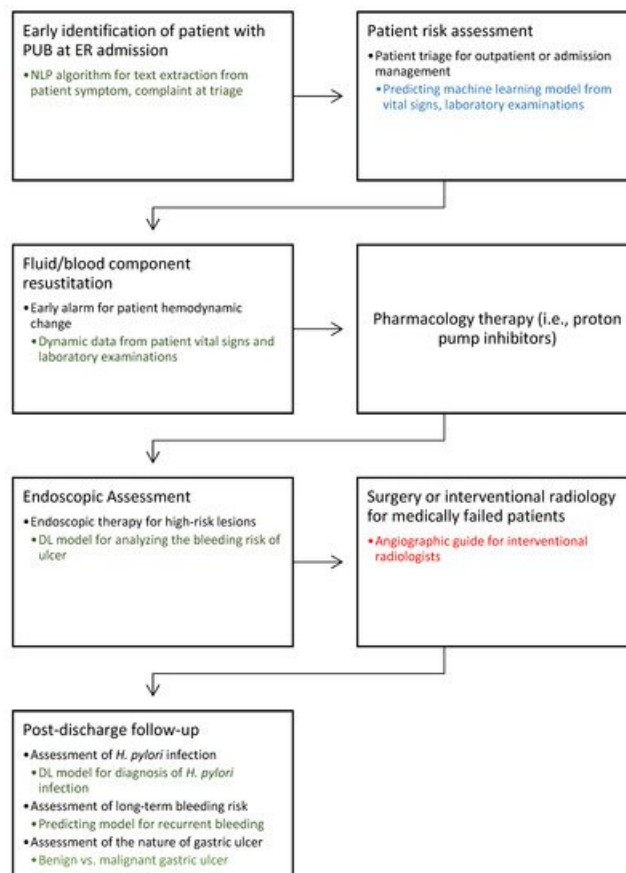 Early identification of patient with
PUB at ER admission
•NLP algorithm for text extraction from
patient symptom, complaint at triage
Patient risk assessment
•Patient triage for outpatient or admission
management
•Predicting machine learning model from
vital signs, laboratory examinations
Fluid/blood component
resustitation
•Early alarm for patient hemodynamic
change
•Dynamic data from patient vital signs and
laboratory examinations
Pharmacology therapy (i.e., proton
pump inhibitors)
Endoscopic Assessment
•Endoscopic therapy for high-risk lesions
•DL model for analyzing the bleeding risk of
ulcer
Surgery or interventional radiology
for medically failed patients
•Angiographic guide for interventional
radiologists
Post-discharge follow-up
•Assessment of H. pylori infection
•DL model for diagnosis of H. pylori
infection
•Assessment of long-term bleeding risk
•Predicting model for recurrent bleeding
•Assessment of the nature of gastric ulcer
•Benign vs. malignant gastric ulcer